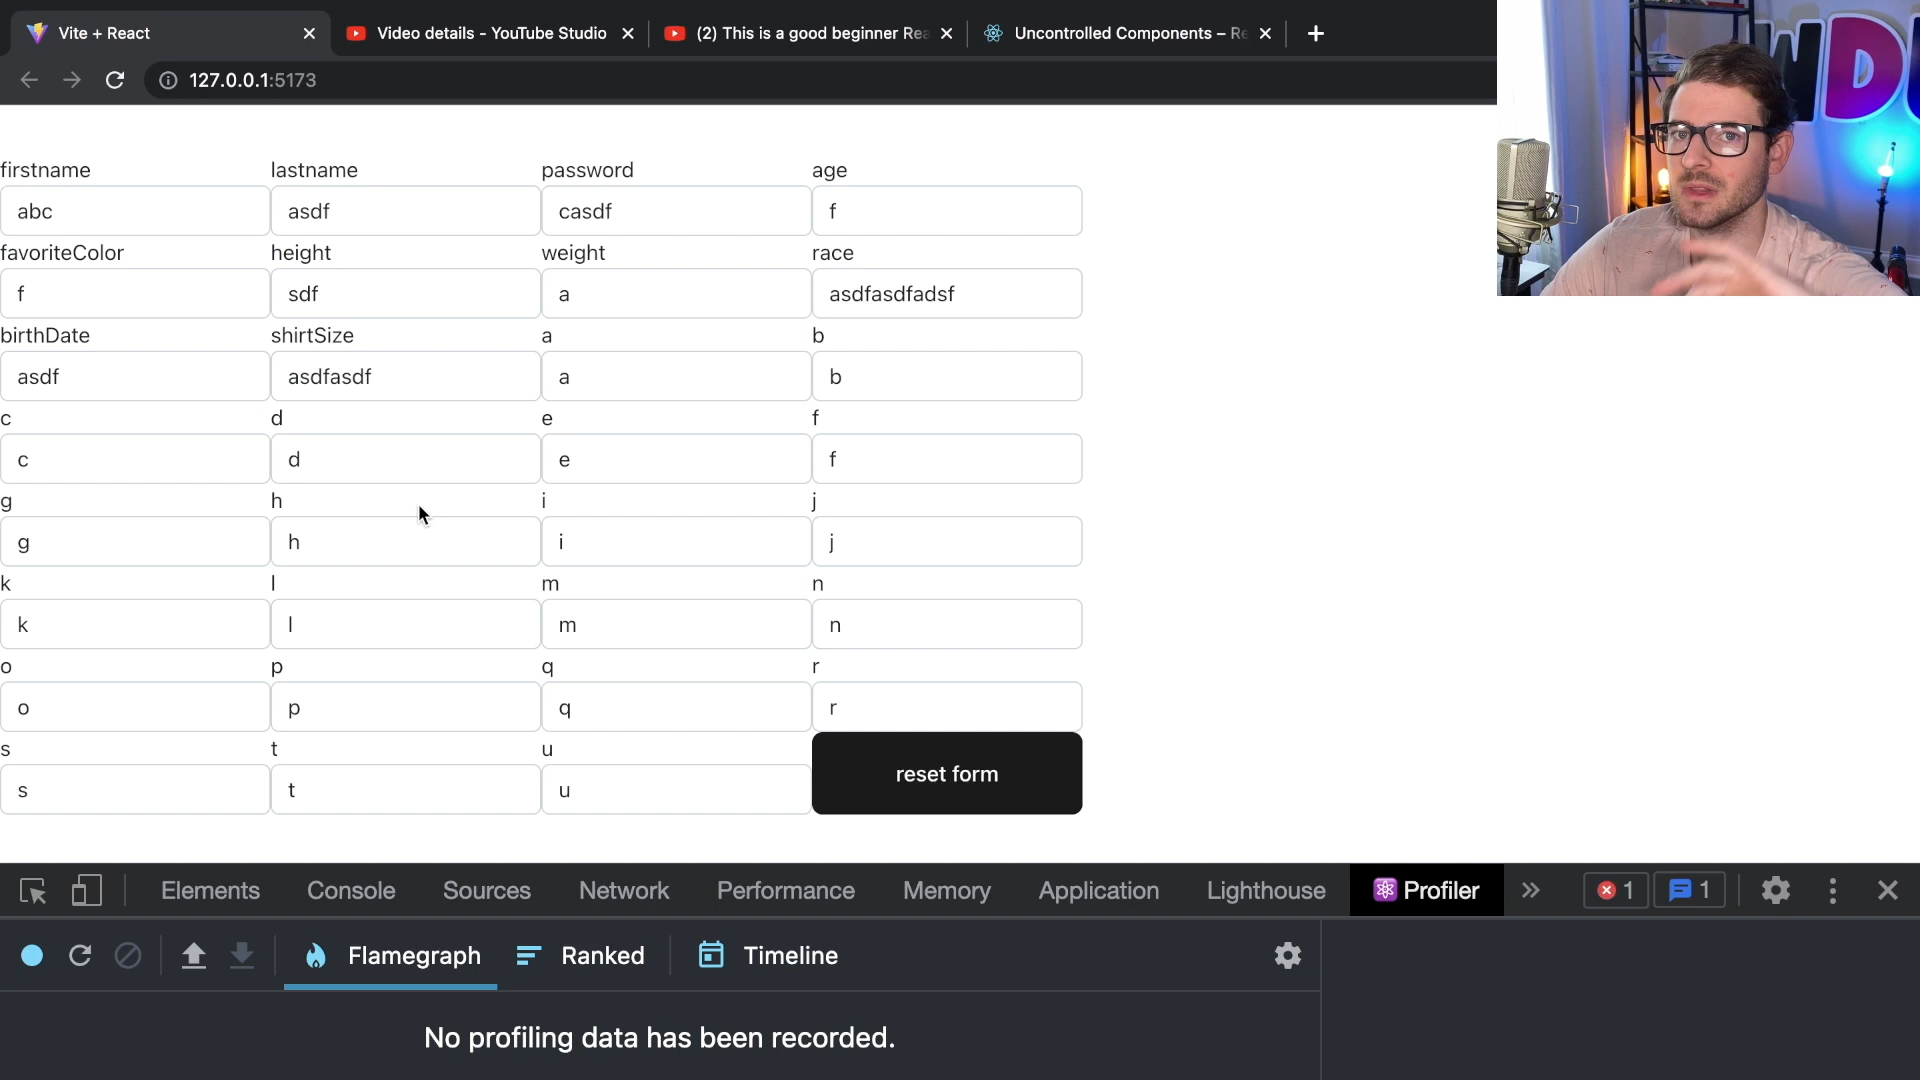 Vite + React
Video details - YouTube Studio
(2) This is a good beginner Rea
Uncontrolled Components – Re
127.0.0.1:5173
firstname lastname password age
abc asdf casdf f
favoriteColor height weight race
f sdf a asdfasdfadsf
birthDate shirtSize a b
asdf asdfasdf a b
c d e f
c d e f
g h i j
g h i j
k l m n
k l m n
o p q r
o p q r
s t u
s t u
reset form
Elements Console Sources Network Performance Memory Application Lighthouse Profiler 1 1
Flamegraph Ranked Timeline
No profiling data has been recorded.